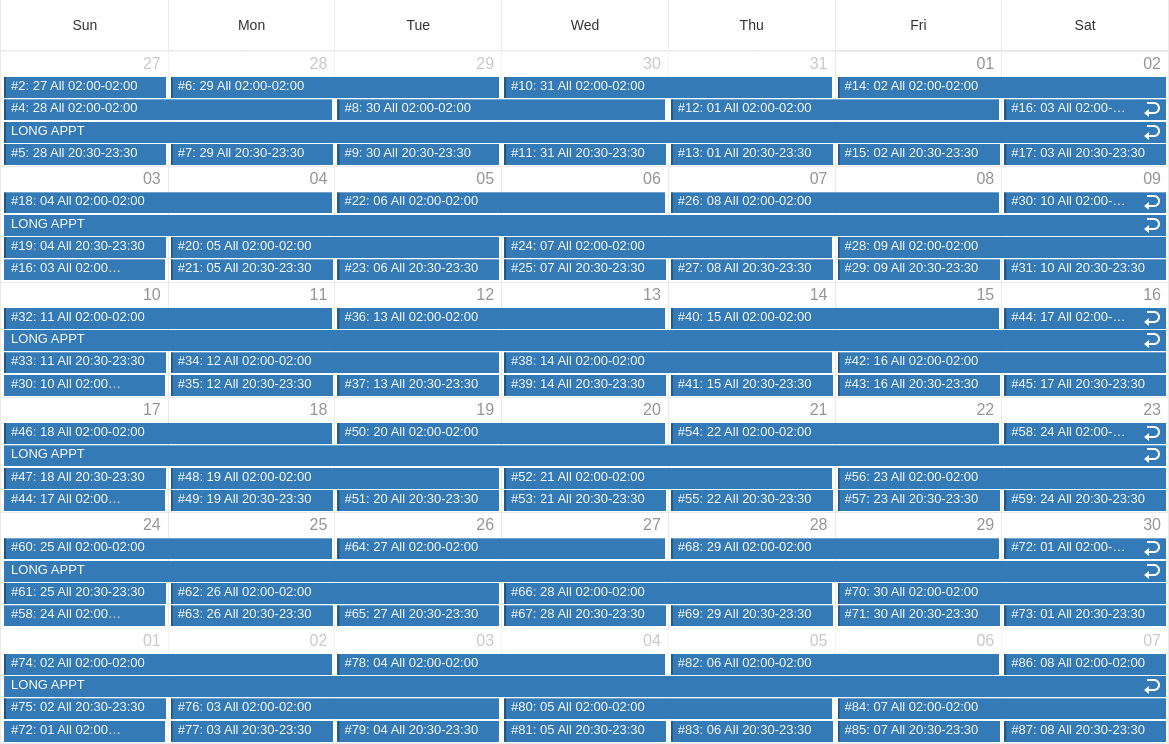 Sun Mon Tue Wed Thu Fri Sat
27 28 29 30 31 01 02
#2: 27 All 02:00-02:00 #6: 29 All 02:00-02:00 #10: 31 All 02:00-02:00 #14: 02 All 02:00-02:00
#4: 28 All 02:00-02:00 #8: 30 All 02:00-02:00 #12: 01 All 02:00-02:00 #16: 03 All 02:00-…
LONG APPT
#5: 28 All 20:30-23:30 #7: 29 All 20:30-23:30 #9: 30 All 20:30-23:30 #11: 31 All 20:30-23:30 #13: 01 All 20:30-23:30 #15: 02 All 20:30-23:30 #17: 03 All 20:30-23:30
03 04 05 06 07 08 09
#18: 04 All 02:00-02:00 #22: 06 All 02:00-02:00 #26: 08 All 02:00-02:00 #30: 10 All 02:00-…
LONG APPT
#19: 04 All 20:30-23:30 #20: 05 All 02:00-02:00 #24: 07 All 02:00-02:00 #28: 09 All 02:00-02:00
#16: 03 All 02:00… #21: 05 All 20:30-23:30 #23: 06 All 20:30-23:30 #25: 07 All 20:30-23:30 #27: 08 All 20:30-23:30 #29: 09 All 20:30-23:30 #31: 10 All 20:30-23:30
10 11 12 13 14 15 16
#32: 11 All 02:00-02:00 #36: 13 All 02:00-02:00 #40: 15 All 02:00-02:00 #44: 17 All 02:00-…
LONG APPT
#33: 11 All 20:30-23:30 #34: 12 All 02:00-02:00 #38: 14 All 02:00-02:00 #42: 16 All 02:00-02:00
#30: 10 All 02:00… #35: 12 All 20:30-23:30 #37: 13 All 20:30-23:30 #39: 14 All 20:30-23:30 #41: 15 All 20:30-23:30 #43: 16 All 20:30-23:30 #45: 17 All 20:30-23:30
17 18 19 20 21 22 23
#46: 18 All 02:00-02:00 #50: 20 All 02:00-02:00 #54: 22 All 02:00-02:00 #58: 24 All 02:00-…
LONG APPT
#47: 18 All 20:30-23:30 #48: 19 All 02:00-02:00 #52: 21 All 02:00-02:00 #56: 23 All 02:00-02:00
#44: 17 All 02:00… #49: 19 All 20:30-23:30 #51: 20 All 20:30-23:30 #53: 21 All 20:30-23:30 #55: 22 All 20:30-23:30 #57: 23 All 20:30-23:30 #59: 24 All 20:30-23:30
24 25 26 27 28 29 30
#60: 25 All 02:00-02:00 #64: 27 All 02:00-02:00 #68: 29 All 02:00-02:00 #72: 01 All 02:00-…
LONG APPT
#61: 25 All 20:30-23:30 #62: 26 All 02:00-02:00 #66: 28 All 02:00-02:00 #70: 30 All 02:00-02:00
#58: 24 All 02:00… #63: 26 All 20:30-23:30 #65: 27 All 20:30-23:30 #67: 28 All 20:30-23:30 #69: 29 All 20:30-23:30 #71: 30 All 20:30-23:30 #73: 01 All 20:30-23:30
01 02 03 04 05 06 07
#74: 02 All 02:00-02:00 #78: 04 All 02:00-02:00 #82: 06 All 02:00-02:00 #86: 08 All 02:00-02:00
LONG APPT
#75: 02 All 20:30-23:30 #76: 03 All 02:00-02:00 #80: 05 All 02:00-02:00 #84: 07 All 02:00-02:00
#72: 01 All 02:00… #77: 03 All 20:30-23:30 #79: 04 All 20:30-23:30 #81: 05 All 20:30-23:30 #83: 06 All 20:30-23:30 #85: 07 All 20:30-23:30 #87: 08 All 20:30-23:30